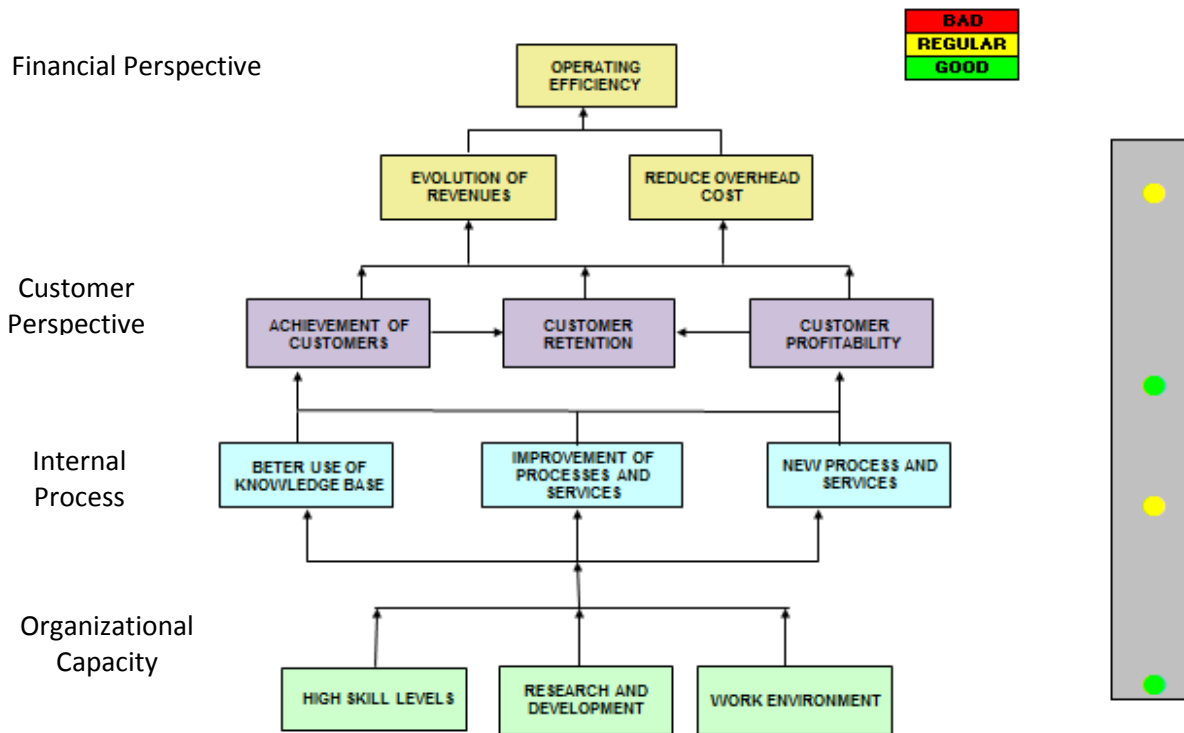 BAD
REGULAR
GOOD
Financial Perspective
OPERATING
EFFICIENCY
EVOLUTION OF
REVENUES
REDUCE OVERHEAD
COST
Customer
Perspective
ACHIEVEMENT OF
CUSTOMERS
CUSTOMER
RETENTION
CUSTOMER
PROFITABILITY
Internal
Process
BETER USE OF
KNOWLEDGE BASE
IMPROVEMENT OF
PROCESSES AND
SERVICES
NEW PROCESS AND
SERVICES
Organizational
Capacity
HIGH SKILL LEVELS
RESEARCH AND
DEVELOPMENT
WORK ENVIRONMENT